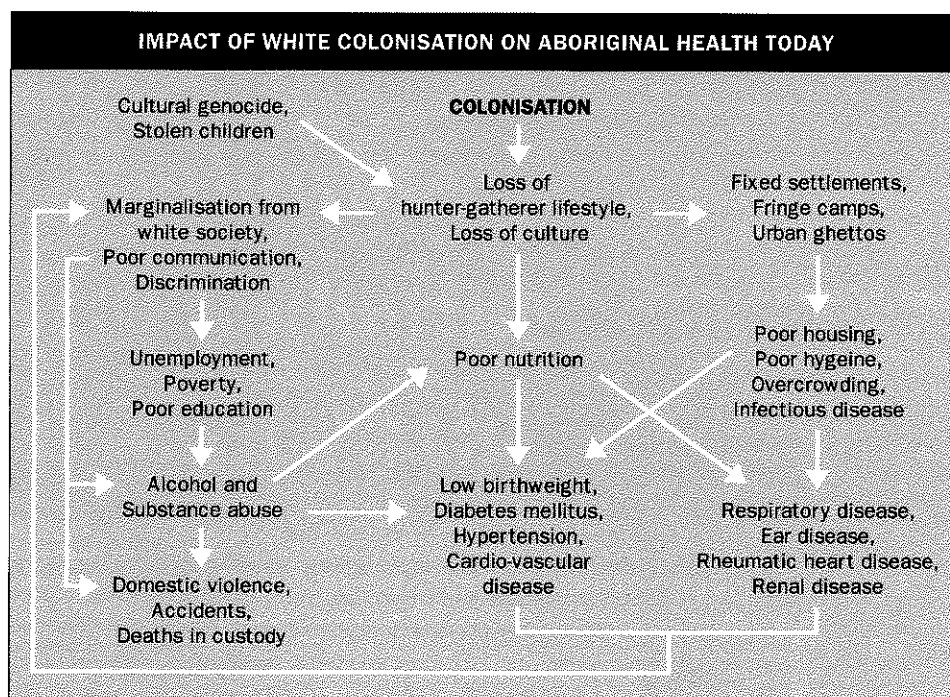 IMPACT OF WHITE COLONISATION ON ABORIGINAL HEALTH TODAY
Cultural genocide,
Stolen children
COLONISATION
Loss of
hunter-gatherer lifestyle,
Loss of culture
Fixed settlements,
Fringe camps,
Urban ghettos
Marginalisation from
white society,
Poor communication,
Discrimination
Unemployment,
Poverty,
Poor education
Poor nutrition
Poor housing,
Poor hygeine,
Overcrowding,
Infectious disease
Alcohol and
Substance abuse
Low birthweight,
Diabetes mellitus,
Hypertension,
Cardio-vascular
disease
Respiratory disease,
Ear disease,
Rheumatic heart disease,
Renal disease
Domestic violence,
Accidents,
Deaths in custody